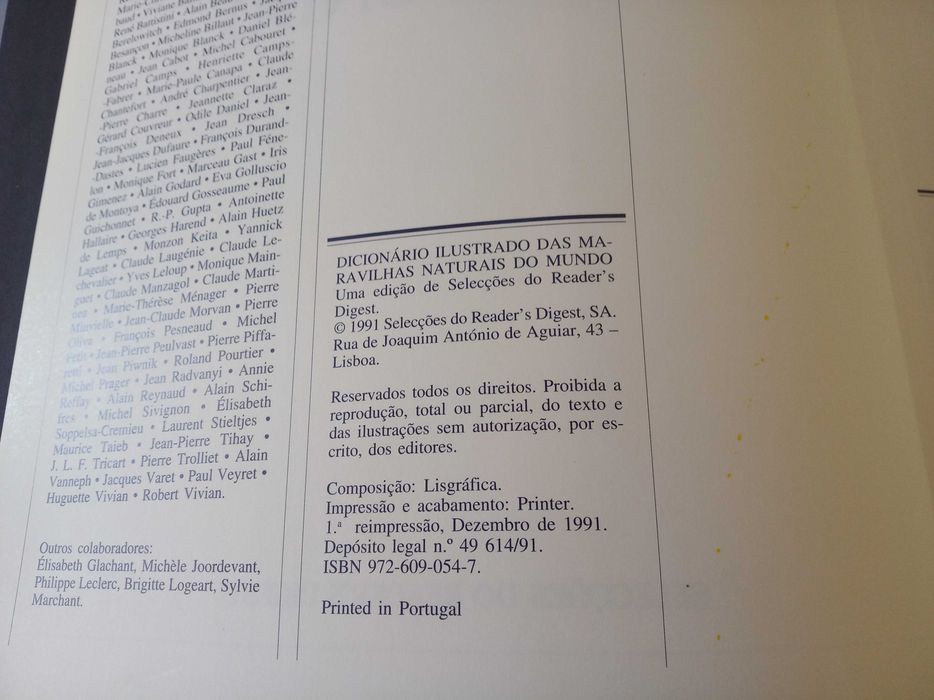 Marie-Cl
baud • Viviane Bal
René Battistini • Alain Beau
Berelowitch • Edmond Bernus • Jacq
Besançon • Micheline Billaut • Jean-Pierre
Blanck • Monique Blanck • Daniel Blé-
neau • Jean Cabot • Michel Cabouret •
Gabriel Camps • Henriette Camps-
-Fabrer • Marie-Paule Canapa • Claude
Chantefort • André Charpentier • Jean-
-Pierre Charre • Jeannette Claraz •
Gérard Couvreur • Odile Daniel • Jean-
-François Deneux • Jean Dresch •
Jean-Jacques Dufaure • François Durand-
-Dastes • Lucien Faugères • Paul Féne-
lon • Monique Fort • Marceau Gast • Iris
Gimenez • Alain Godard • Eva Golluscio
de Montoya • Édouard Gosseaume • Paul
Guichonnet • R.-P. Gupta • Antoinette
Hallaire • Georges Harend • Alain Huetz
de Lemps • Monzon Keita • Yannick
Lageat • Claude Laugénie • Claude Le-
chevalier • Yves Leloup • Monique Main-
guet • Claude Manzagol • Claude Marti-
nez • Marie-Thérèse Ménager • Pierre
Miavielle • Jean-Claude Morvan • Pierre
Oliva • François Pesneaud • Michel
Petit • Jean-Pierre Peulvast • Pierre Piffa-
retti • Jean Piwnik • Roland Pourtier •
Michel Prager • Jean Radvanyi • Annie
Reffay • Alain Reynaud • Alain Schi-
fres • Michel Sivignon • Élisabeth
Soppelsa-Cremieu • Laurent Stieltjes •
Maurice Taieb • Jean-Pierre Tihay •
J. L. F. Tricart • Pierre Trolliet • Alain
Vanneph • Jacques Varet • Paul Veyret •
Huguette Vivian • Robert Vivian.
Outros colaboradores:
Élisabeth Glachant, Michèle Joordevant,
Philippe Leclerc, Brigitte Logeart, Sylvie
Marchant.
DICIONÁRIO ILUSTRADO DAS MA-
RAVILHAS NATURAIS DO MUNDO
Uma edição de Selecções do Reader's
Digest.
© 1991 Selecções do Reader's Digest, SA.
Rua de Joaquim António de Aguiar, 43 –
Lisboa.
Reservados todos os direitos. Proibida a
reprodução, total ou parcial, do texto e
das ilustrações sem autorização, por es-
crito, dos editores.
Composição: Lisgráfica.
Impressão e acabamento: Printer.
1.ª reimpressão, Dezembro de 1991.
Depósito legal n.º 49 614/91.
ISBN 972-609-054-7.
Printed in Portugal